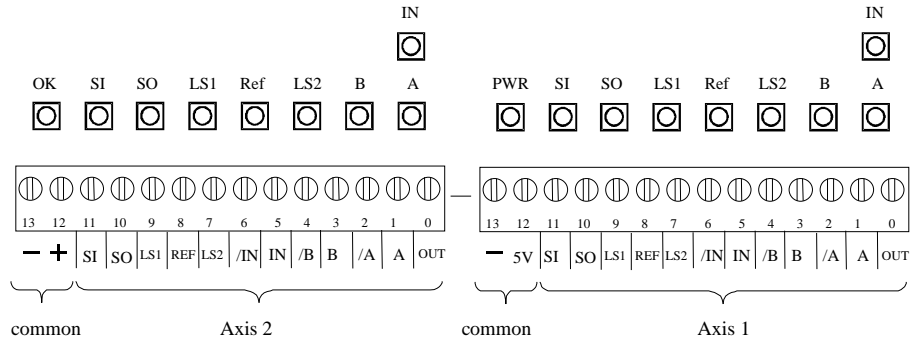 IN IN
OK SI SO LS1 Ref LS2 B A PWR SI SO LS1 Ref LS2 B A
13 12 11 10 9 8 7 6 5 4 3 2 1 0 13 12 11 10 9 8 7 6 5 4 3 2 1 0
− + SI SO LS1 REF LS2 /IN IN /B B /A A OUT − 5V SI SO LS1 REF LS2 /IN IN /B B /A A OUT
common Axis 2 common Axis 1